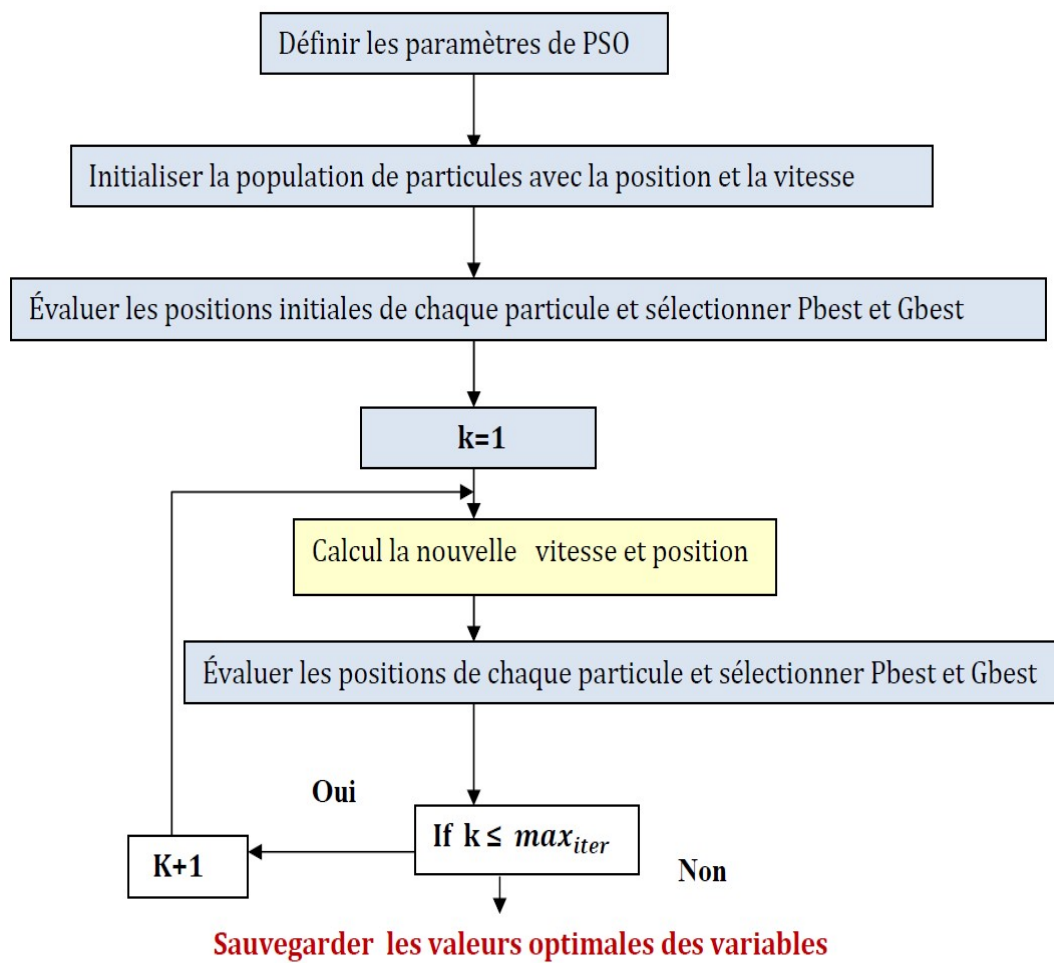 Définir les paramètres de PSO
Initialiser la population de particules avec la position et la vitesse
Évaluer les positions initiales de chaque particule et sélectionner Pbest et Gbest
k=1
Calcul la nouvelle vitesse et position
Évaluer les positions de chaque particule et sélectionner Pbest et Gbest
Oui
If k ≤ max_iter
K+1
Non
Sauvegarder les valeurs optimales des variables